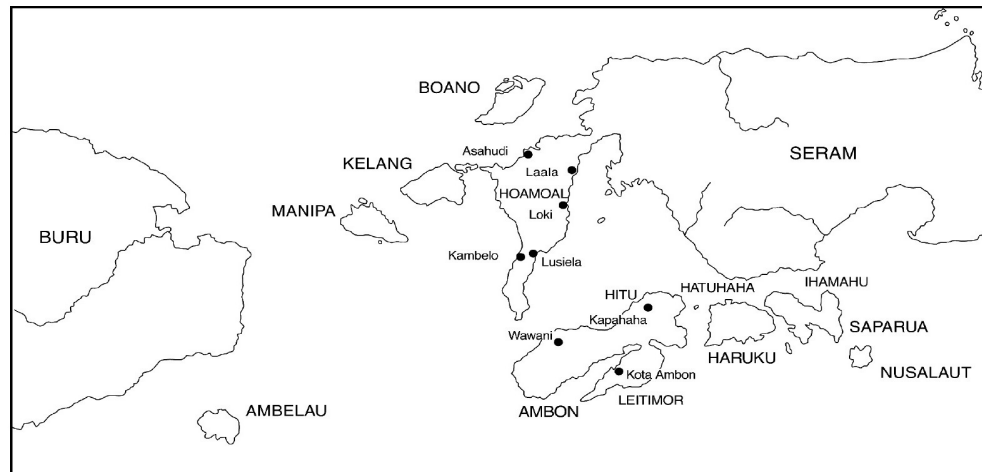 BOANO
Asahudi
KELANG
Laala
SERAM
HOAMOAL
MANIPA
Loki
BURU
Kambelo
Lusiela
HATUHAHA
IHAMAHU
HITU
Kapahaha
SAPARUA
Wawani
HARUKU
NUSALAUT
Kota Ambon
LEITIMOR
AMBELAU
AMBON